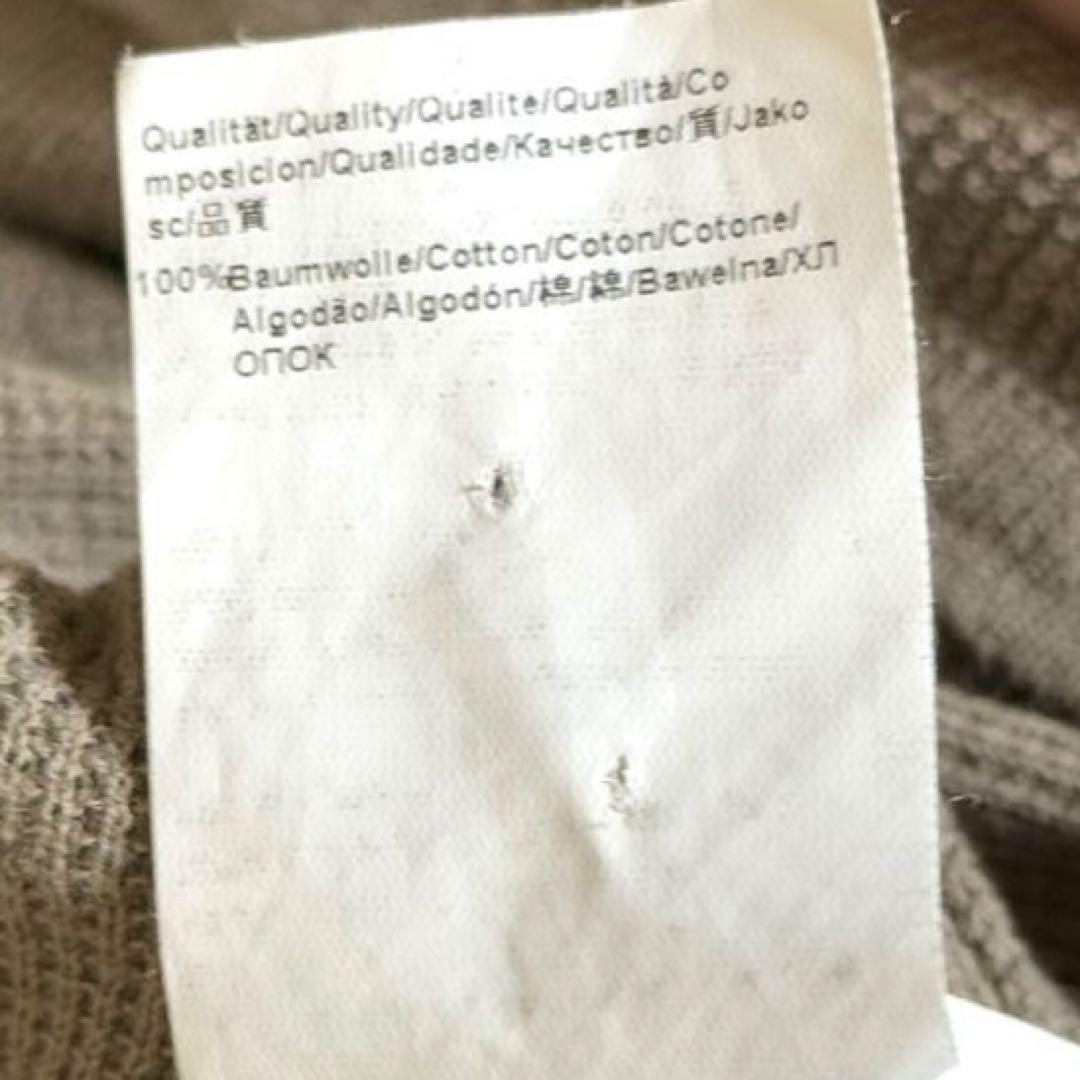 Qualität/Quality/Qualite/Qualità/Co
mposicion/Qualidade/Качество/質/Jako
sc/品質
100%Baumwolle/Cotton/Coton/Cotone/
Algodão/Algodón/棉/綿/Bawelna/ХЛ
ОПОК